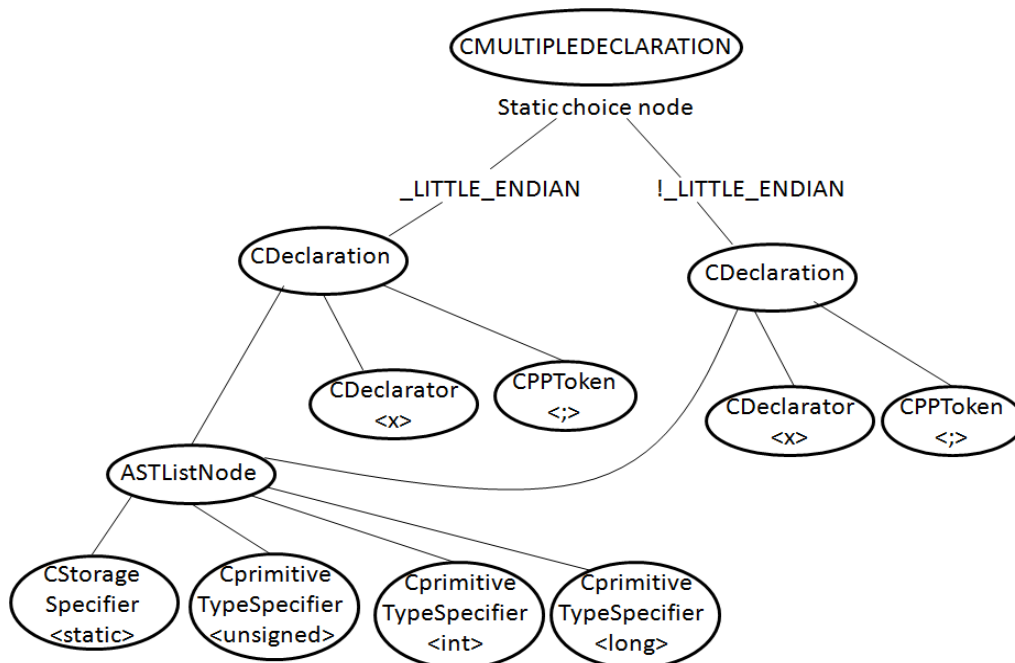 CMULTIPLEDECLARATION
Static choice node
_LITTLE_ENDIAN
!_LITTLE_ENDIAN
CDeclaration
CDeclaration
CDeclarator
<x>
CPPToken
<;>
CDeclarator
<x>
CPPToken
<;>
ASTListNode
CStorage
Specifier
<static>
Cprimitive
TypeSpecifier
<unsigned>
Cprimitive
TypeSpecifier
<int>
Cprimitive
TypeSpecifier
<long>